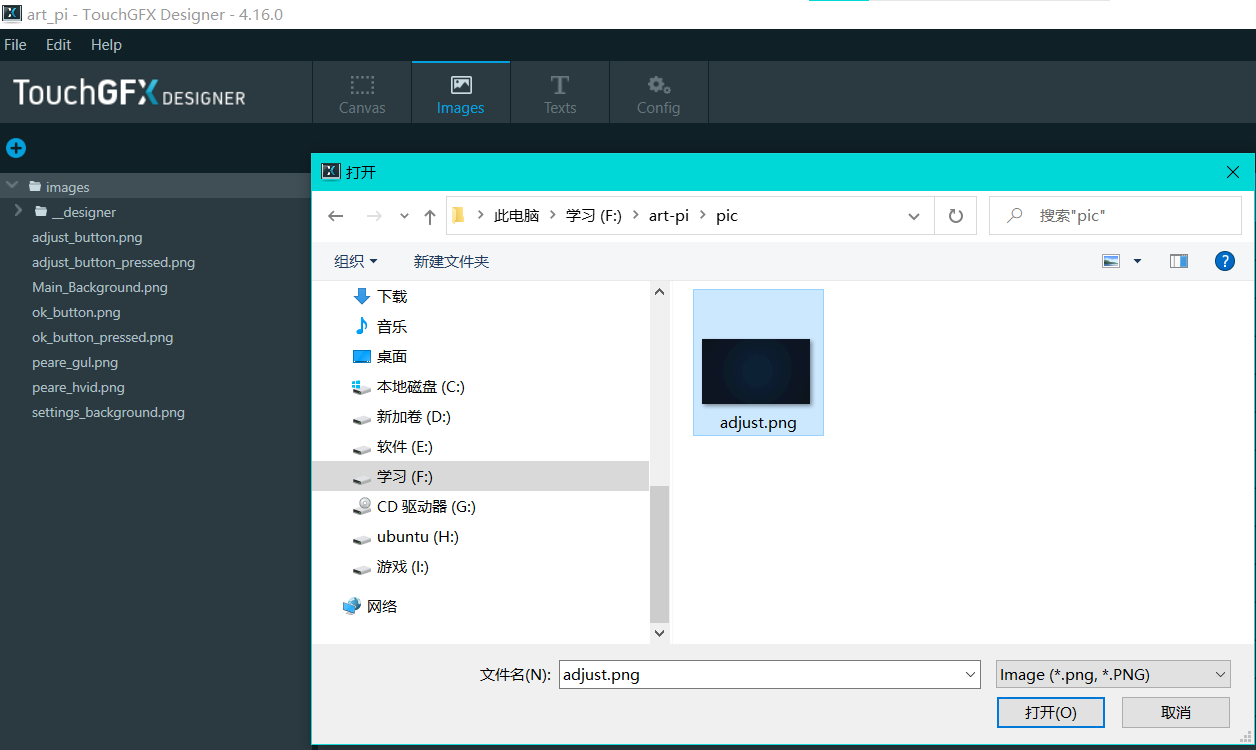 art_pi - TouchGFX Designer - 4.16.0
File Edit Help
TouchGFX DESIGNER
Canvas Images Texts Config
images
__designer
adjust_button.png
adjust_button_pressed.png
Main_Background.png
ok_button.png
ok_button_pressed.png
peare_gul.png
peare_hvid.png
settings_background.png
打开
此电脑 > 学习 (F:) > art-pi > pic
搜索"pic"
组织 新建文件夹
下载
音乐
桌面
本地磁盘 (C:)
新加卷 (D:)
软件 (E:)
学习 (F:)
CD 驱动器 (G:)
ubuntu (H:)
游戏 (I:)
网络
adjust.png
文件名(N): adjust.png Image (*.png, *.PNG)
打开(O) 取消